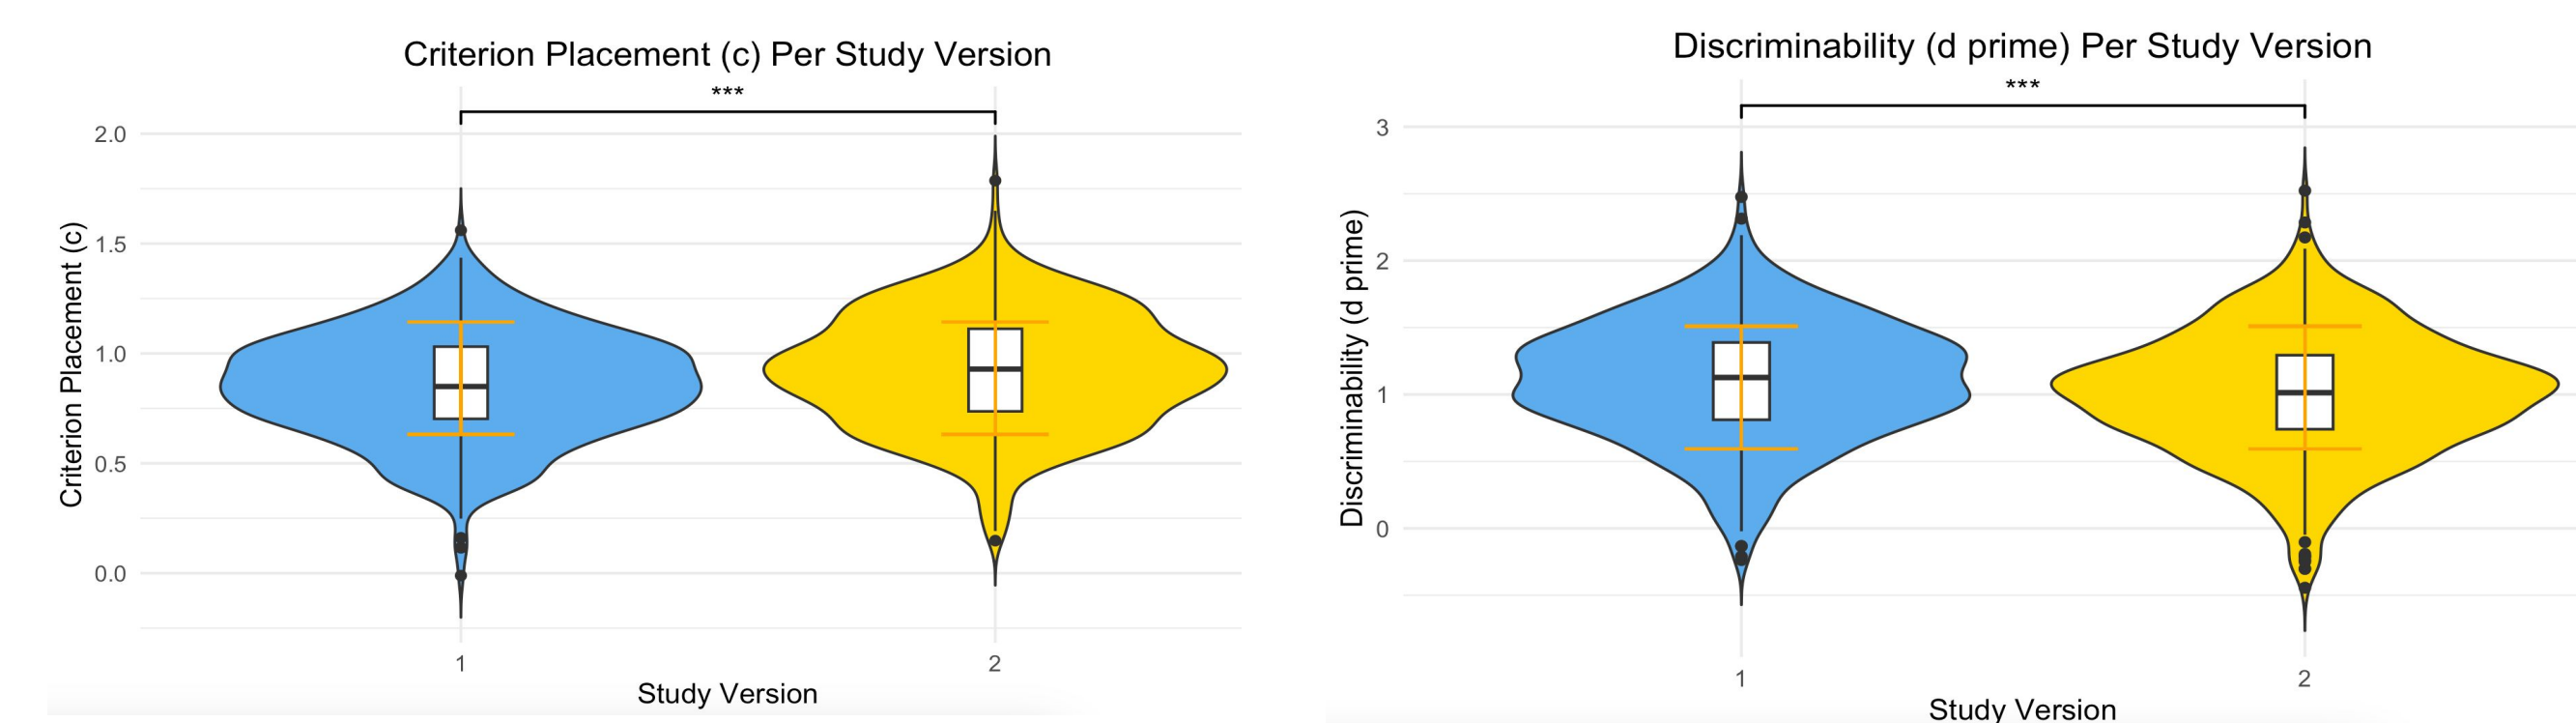 Criterion Placement (c) Per Study Version
***
2.0
1.5
1.0
0.5
0.0
Criterion Placement (c)
1
2
Study Version
Discriminability (d prime) Per Study Version
***
3
2
1
0
Discriminability (d prime)
1
2
Study Version